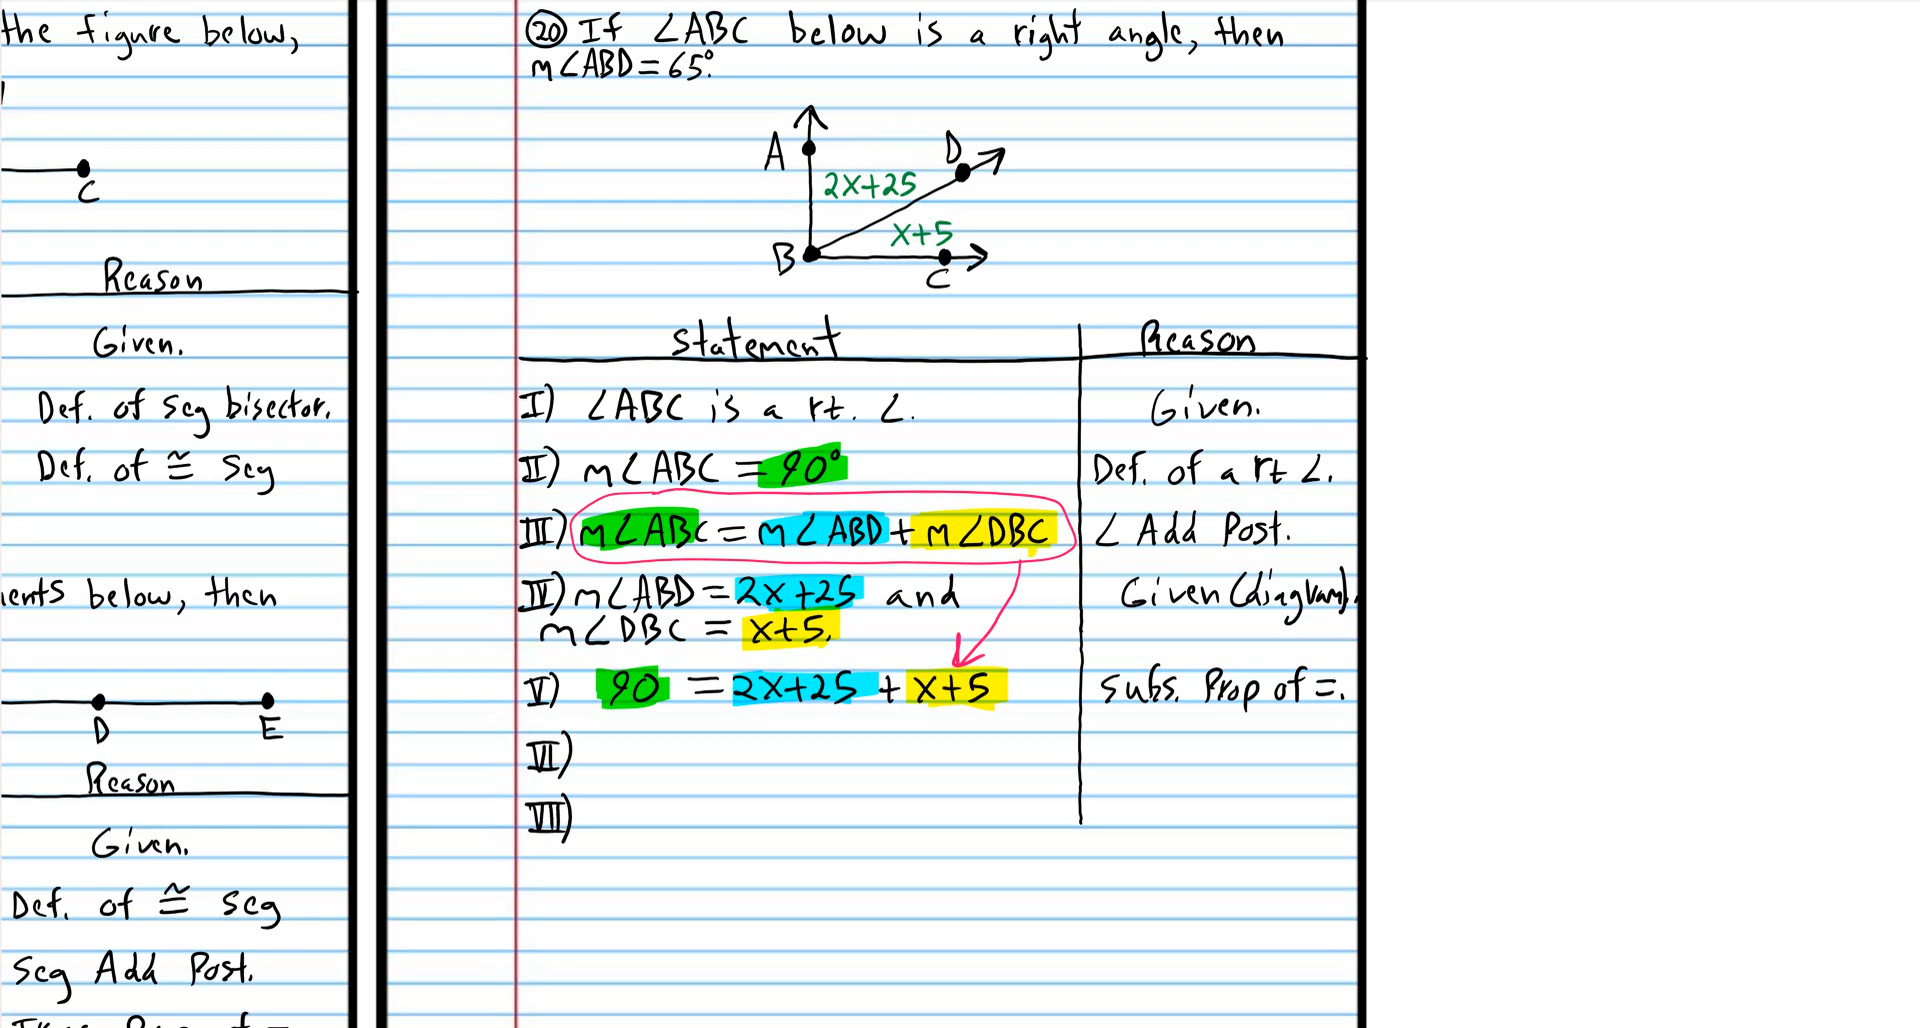 the figure below,
C
Reason
Given.
Def. of seg bisector.
Def. of ≅ seg
below, then
D E
Reason
Given.
Def. of ≅ seg
Seg Add Post.
⑳ If ∠ABC below is a right angle, then
m∠ABD = 65°.
A D
2x+25
x+5
B
C
Statement Reason
I) ∠ABC is a rt. ∠. Given.
II) m∠ABC = 90° Def. of a rt ∠.
III) m∠ABC = m∠ABD + m∠DBC ∠ Add Post.
IV) m∠ABD = 2x+25 and Given (diagram).
m∠DBC = x+5.
V) 90 = 2x+25 + x+5 Subs. Prop of =.
VI)
VII)